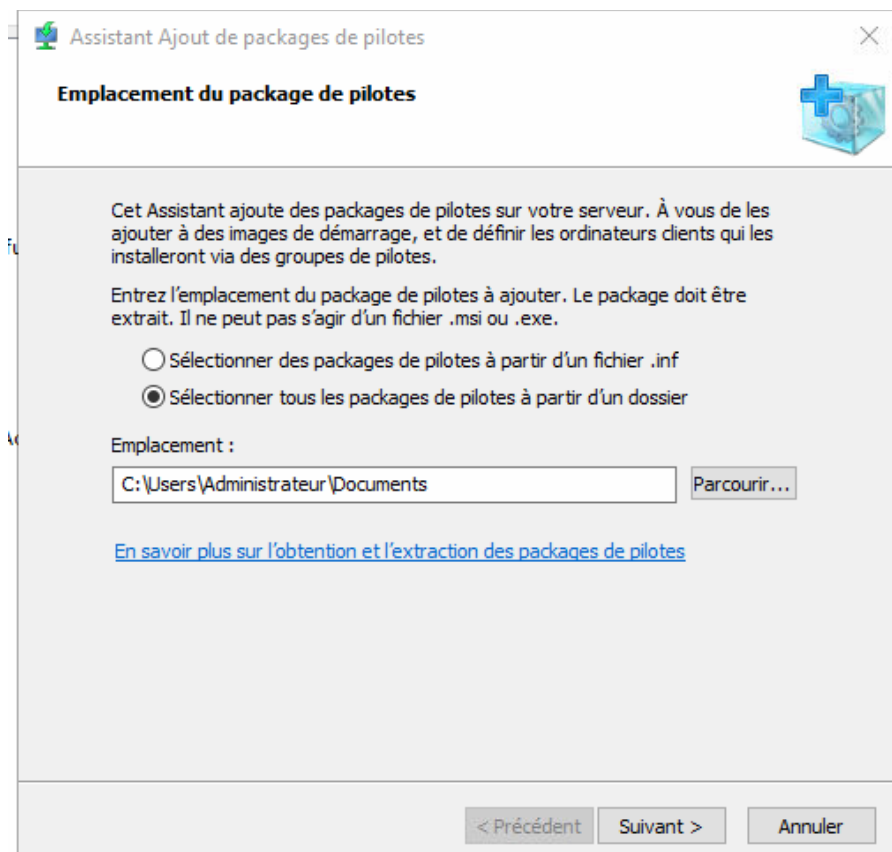 Assistant Ajout de packages de pilotes
Emplacement du package de pilotes
Cet Assistant ajoute des packages de pilotes sur votre serveur. À vous de les
ajouter à des images de démarrage, et de définir les ordinateurs clients qui les
installeront via des groupes de pilotes.
Entrez l'emplacement du package de pilotes à ajouter. Le package doit être
extrait. Il ne peut pas s'agir d'un fichier .msi ou .exe.
Sélectionner des packages de pilotes à partir d'un fichier .inf
Sélectionner tous les packages de pilotes à partir d'un dossier
Emplacement :
C:\Users\Administrateur\Documents
Parcourir...
En savoir plus sur l'obtention et l'extraction des packages de pilotes
< Précédent
Suivant >
Annuler